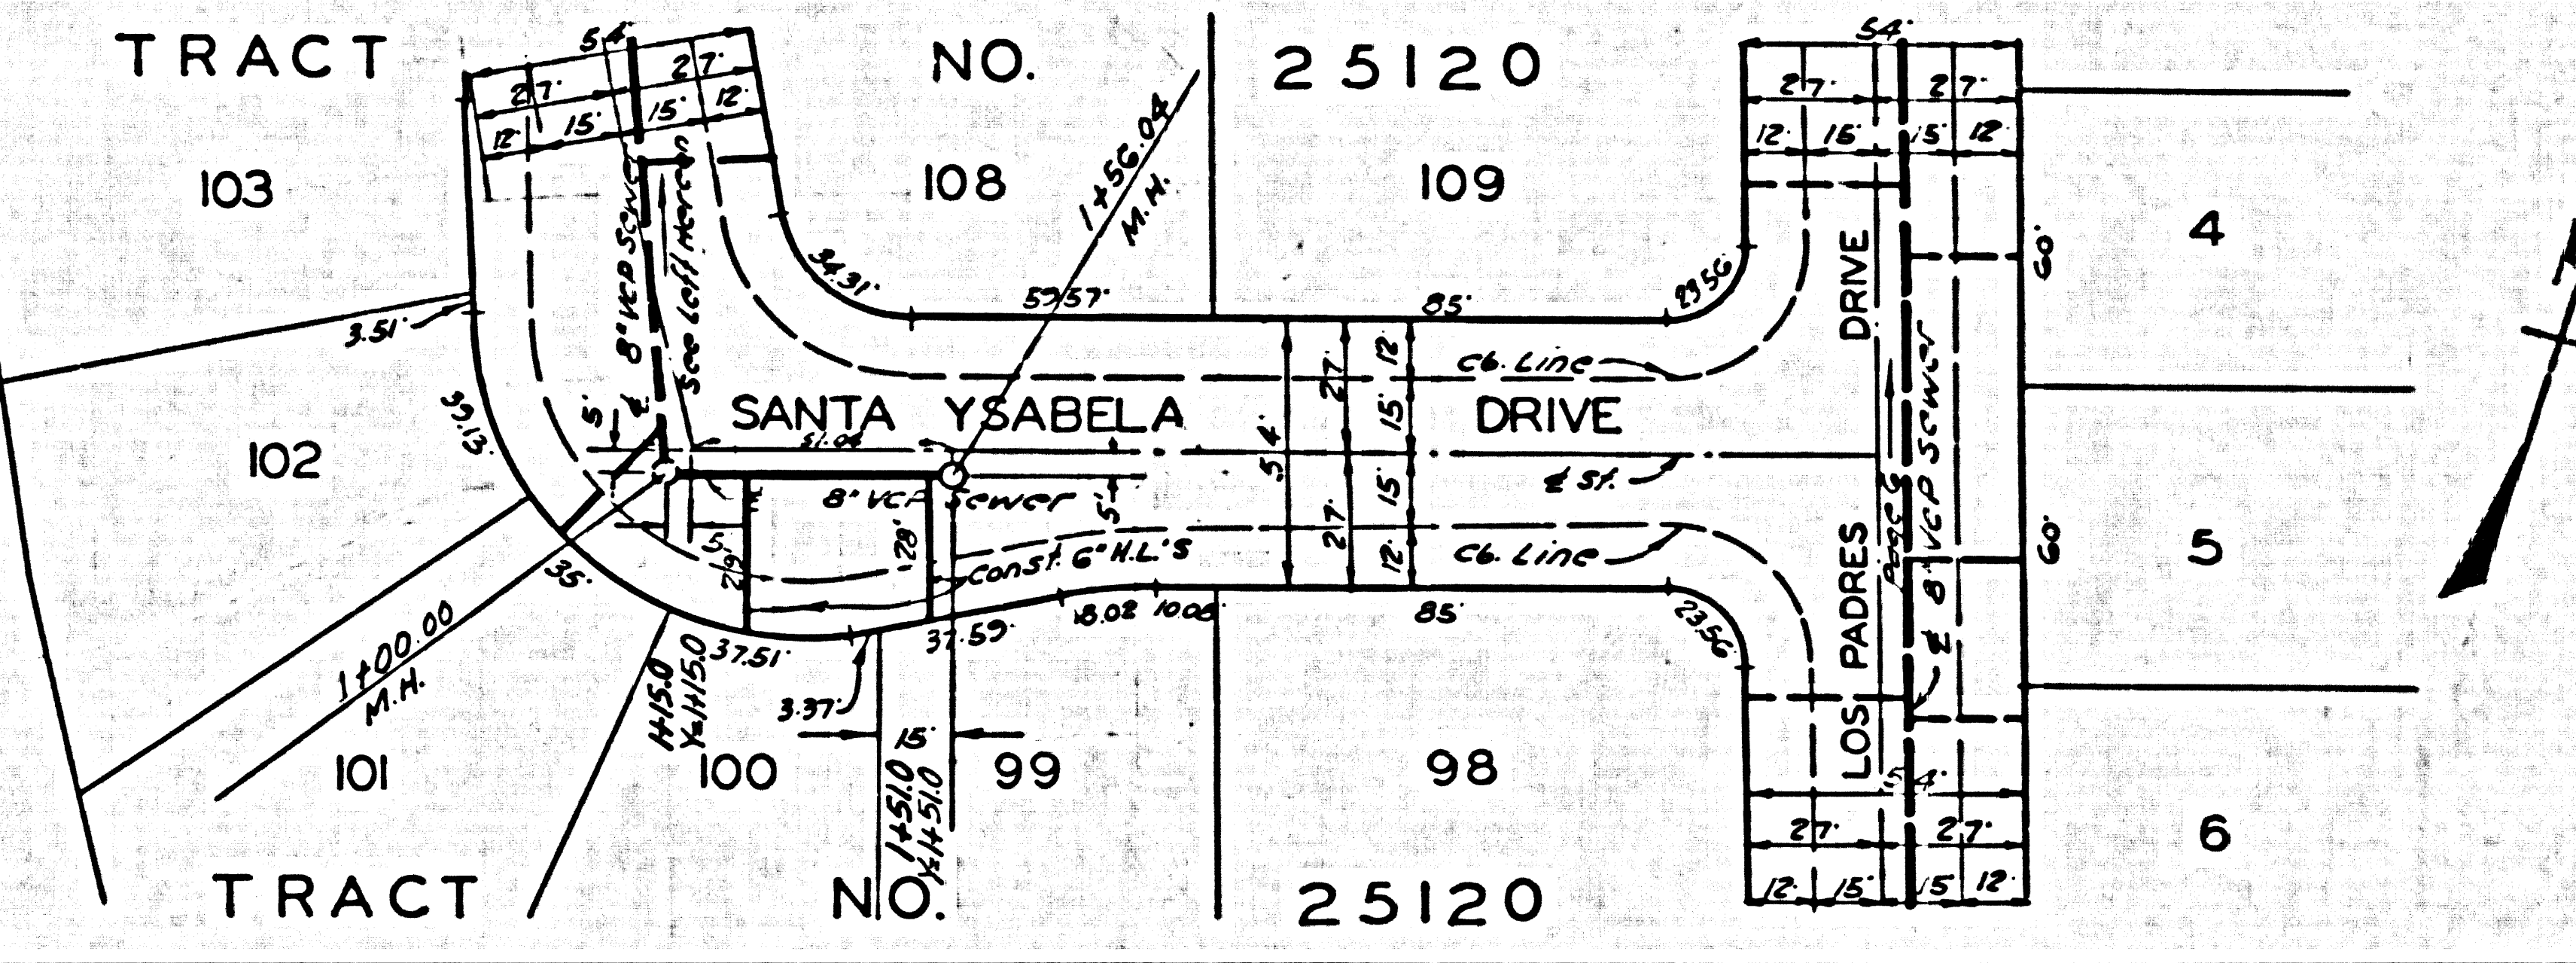 TRACT NO. 25120
54'
27' 27'
12' 15' 15' 12'
103
108
109
1+56.04
M.H.
8" VCP Sewer
See Left Hereon
34.31'
59.57'
85'
23.56'
3.51'
39.13'
102
5'
SANTA YSABELA DRIVE
51.04
8" VCP Sewer
5'
5'
29'
28'
Const. 6" H.L.'S
54'
27' 27'
12' 15' 15' 12'
Cb. Line
℄ St.
Cb. Line
35'
1+00.00
M.H.
101
37.51'
3.37'
37.59'
18.02 10.06'
85'
23.56'
1+15.0
Y=1+15.0
100
15'
1+51.0
Y=1+51.0
99
98
54'
27' 27'
12' 15' 15' 12'
LOS PADRES DRIVE
Page 6
℄ 8" VCP Sewer
60'
60'
4
5
6
54'
27' 27'
12' 15' 15' 12'
TRACT NO. 25120